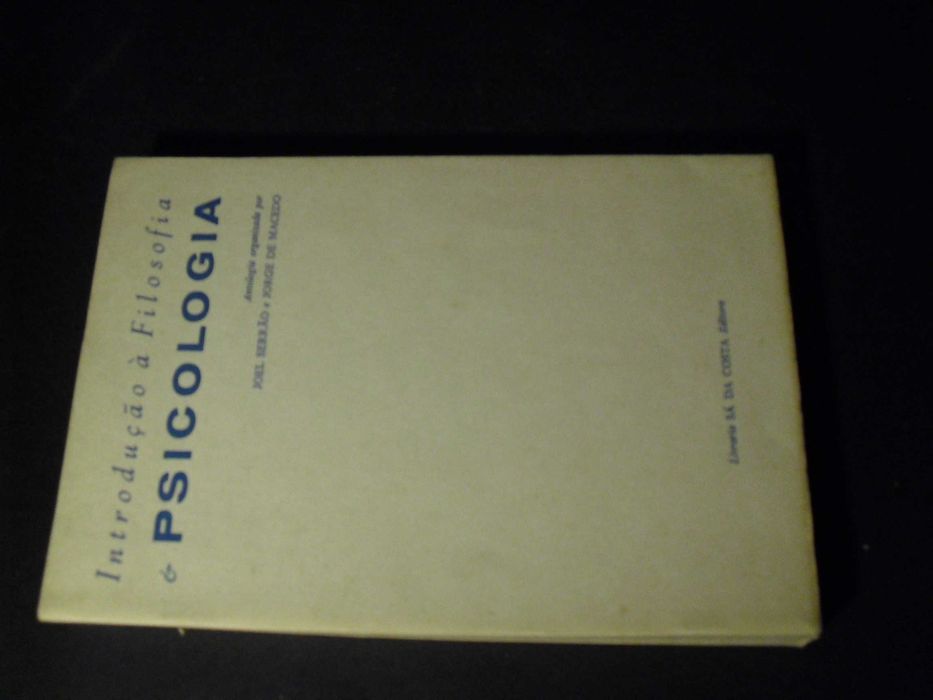 Introdução à Filosofia
& PSICOLOGIA
Antologia organizada por
JOEL SERRÃO e JORGE DE MACEDO
Livraria SÁ DA COSTA Editora